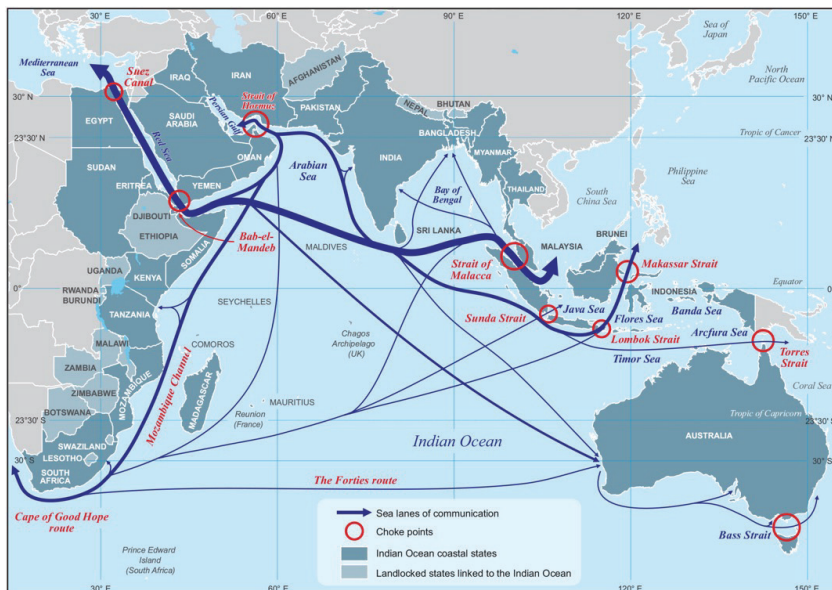 30° E
60° E
90° E
120° E
150° E
Sea of
Japan
Mediterranean
Sea
Suez
Canal
IRAQ
IRAN
AFGHANISTAN
North
Pacific Ocean
30° N
30° N
Strait of
Hormuz
PAKISTAN
NEPAL
BHUTAN
EGYPT
Persian Gulf
SAUDI
ARABIA
BANGLADESH
Tropic of Cancer
23°30' N
23°30' N
Red Sea
OMAN
INDIA
MYANMAR
Arabian
Sea
SUDAN
THAILAND
Philippine
Sea
ERITREA
YEMEN
Bay of
Bengal
South
China Sea
DJIBOUTI
ETHIOPIA
SRI LANKA
BRUNEI
Bab-el-
Mandeb
SOMALIA
MALDIVES
MALAYSIA
Strait of
Malacca
Makassar Strait
UGANDA
KENYA
Equator
0°
0°
RWANDA
BURUNDI
SEYCHELLES
INDONESIA
TANZANIA
Sunda Strait
Java Sea
Flores Sea
Banda Sea
Chagos
Archipelago
(UK)
Lombok Strait
Arcfura Sea
COMOROS
Timor Sea
Torres
Strait
MALAWI
ZAMBIA
MOZAMBIQUE
Mozambique Channel
MADAGASCAR
Coral Sea
ZIMBABWE
MAURITIUS
BOTSWANA
Reunion
(France)
Tropic of Capricorn
23°30' S
23°30' S
AUSTRALIA
Indian Ocean
SWAZILAND
30° S
30° S
LESOTHO
SOUTH
AFRICA
The Forties route
Cape of Good Hope
route
Sea lanes of communication
Choke points
Indian Ocean coastal states
Landlocked states linked to the Indian Ocean
Bass Strait
Prince Edward
Island
(South Africa)
30° E
60° E
90° E
120° E
150° E